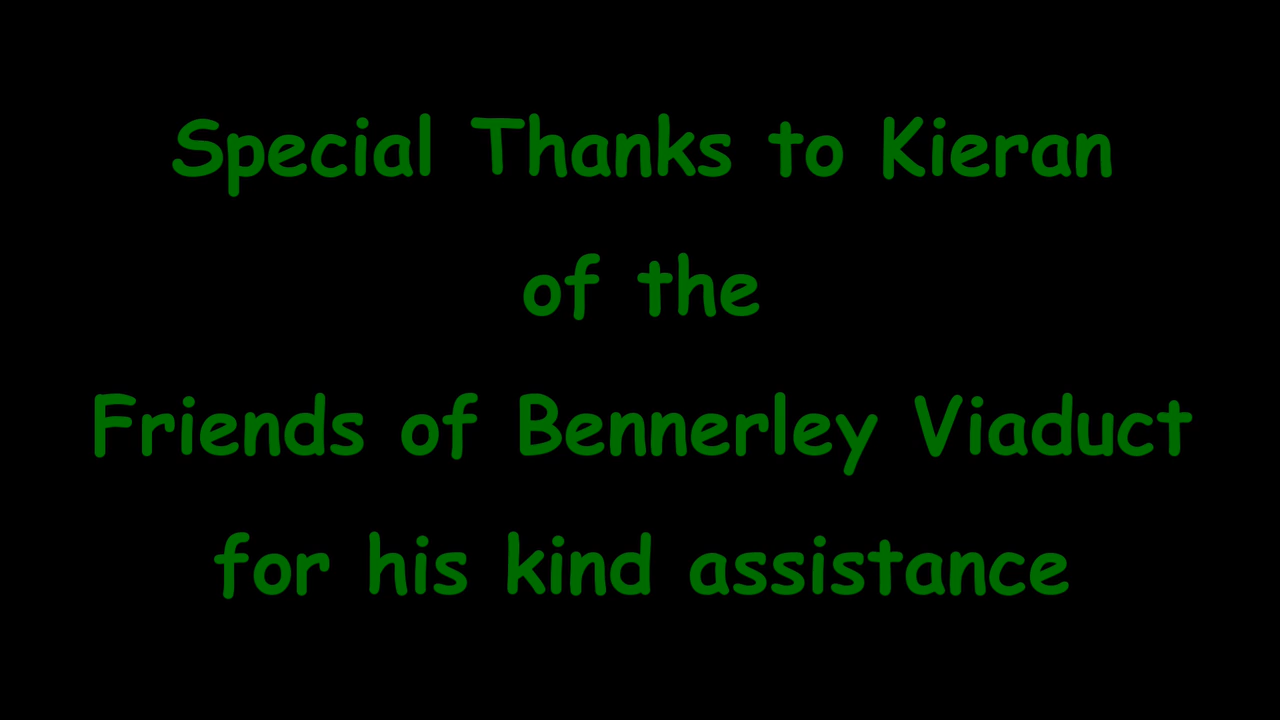 Special Thanks to Kieran
of the
Friends of Bennerley Viaduct
for his kind assistance